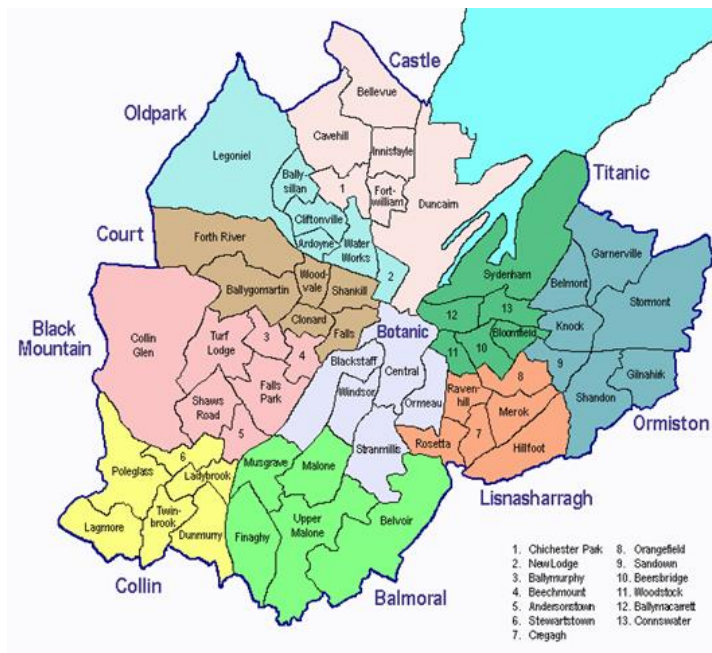 Castle
Bellevue
Oldpark
Cavehill
Innisfayle
Legoniel
Bally
sillan
1
Fort-
william
Titanic
Duncairn
Cliftonville
Court
Forth River
Ardoyne
Water
Works
Garnerville
Sydenham
Belmont
Wood-
vale
2
Stormont
Ballygomartin
Shankill
12
13
Black
Mountain
Collin
Glen
Clonard
Botanic
Bloomfield
Knock
Turf
Lodge
3
Falls
11
10
4
Blackstaff
Central
9
Gilnahirk
8
Falls
Park
Windsor
Raven-
hill
Shaws
Road
Ormeau
Merok
Shandon
Ormiston
5
Rosetta
7
Hillfoot
Stranmillis
6
Musgrave
Malone
Poleglass
Ladybrook
Lisnasharragh
Twin-
brook
Lagmore
Upper
Malone
Belvoir
Dunmurry
Finaghy
Collin
Balmoral
1. Chichester Park
2. New Lodge
3. Ballymurphy
4. Beechmount
5. Andersonstown
6. Stewartstown
7. Cregagh
8. Orangefield
9. Sandown
10. Beersbridge
11. Woodstock
12. Ballymacarrett
13. Connswater